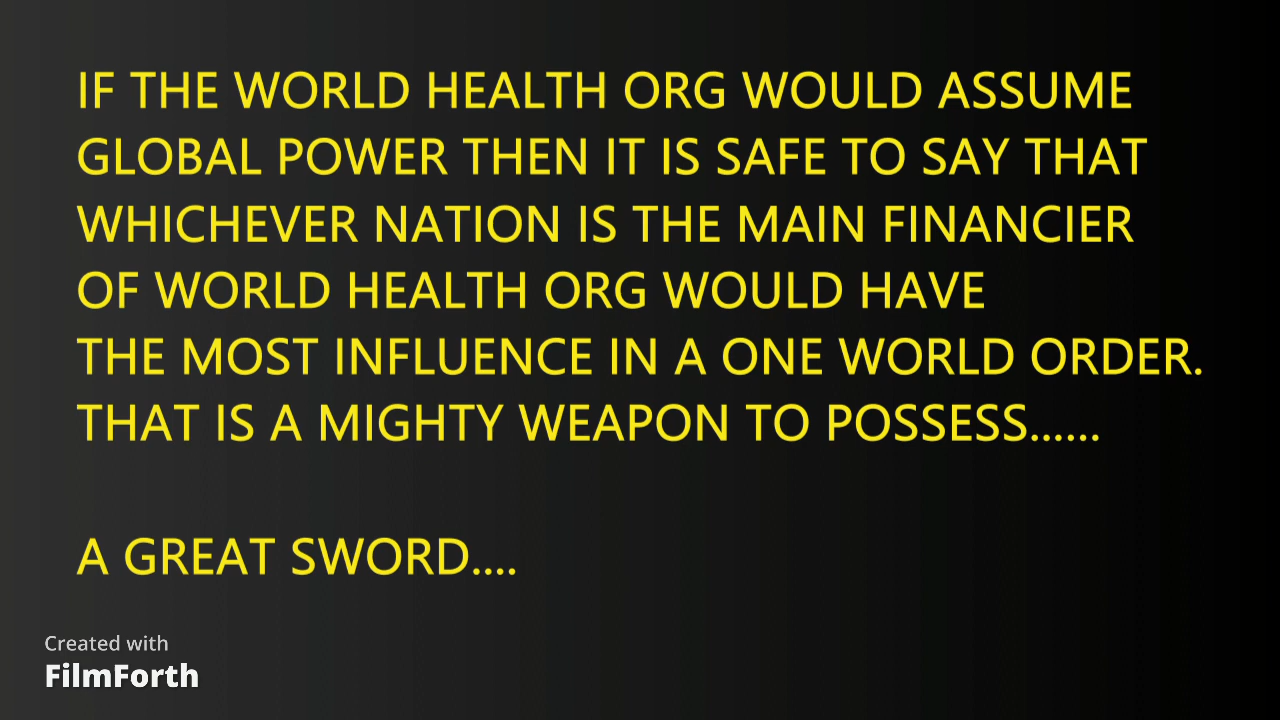 IF THE WORLD HEALTH ORG WOULD ASSUME
GLOBAL POWER THEN IT IS SAFE TO SAY THAT
WHICHEVER NATION IS THE MAIN FINANCIER
OF WORLD HEALTH ORG WOULD HAVE
THE MOST INFLUENCE IN A ONE WORLD ORDER.
THAT IS A MIGHTY WEAPON TO POSSESS......
A GREAT SWORD....
Created with
FilmForth